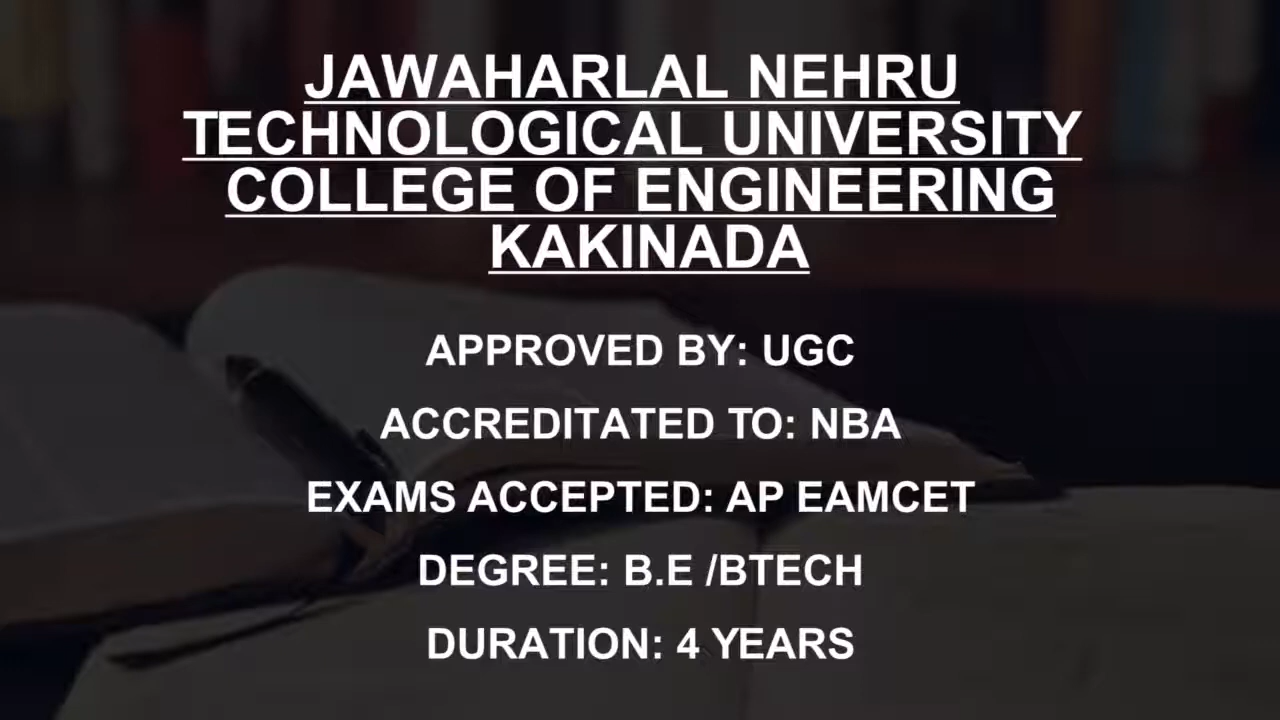 JAWAHARLAL NEHRU
TECHNOLOGICAL UNIVERSITY
COLLEGE OF ENGINEERING
KAKINADA
APPROVED BY: UGC
ACCREDITATED TO: NBA
EXAMS ACCEPTED: AP EAMCET
DEGREE: B.E /BTECH
DURATION: 4 YEARS